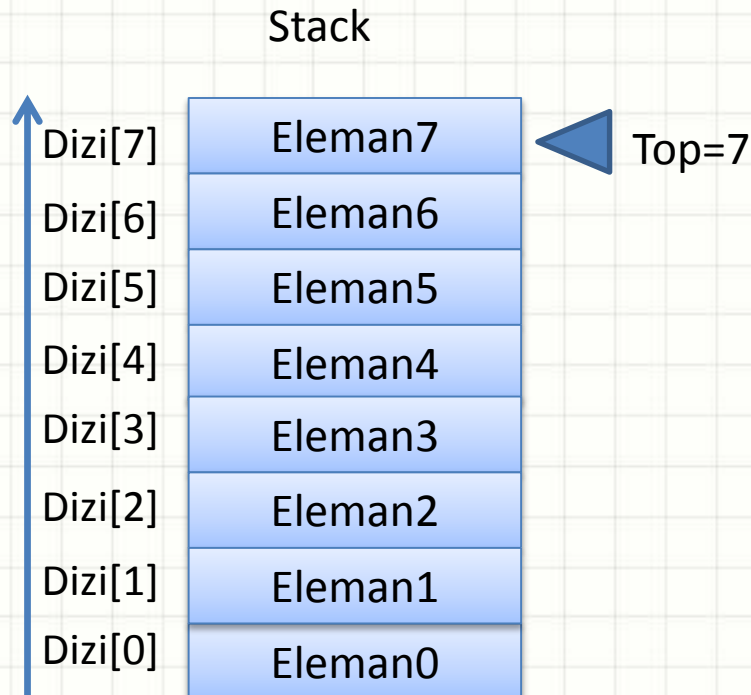 Stack
Dizi[7] Eleman7 Top=7
Dizi[6] Eleman6
Dizi[5] Eleman5
Dizi[4] Eleman4
Dizi[3] Eleman3
Dizi[2] Eleman2
Dizi[1] Eleman1
Dizi[0] Eleman0